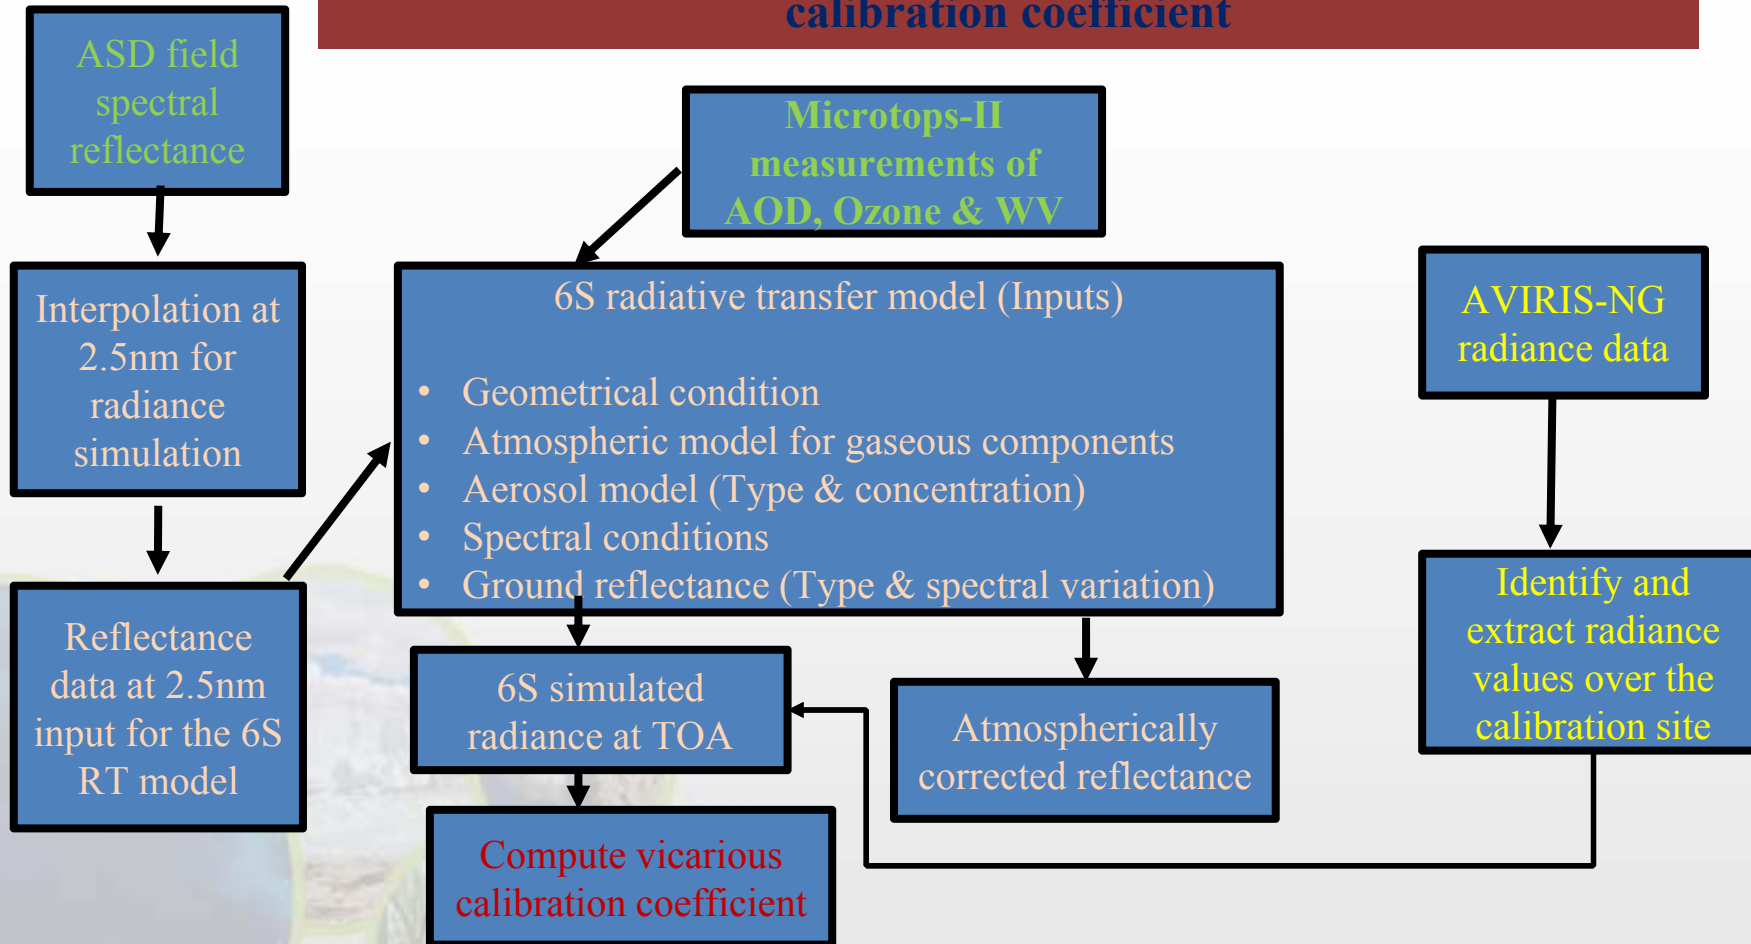 calibration coefficient
ASD field
spectral
reflectance
Microtops-II
measurements of
AOD, Ozone & WV
Interpolation at
2.5nm for
radiance
simulation
6S radiative transfer model (Inputs)
• Geometrical condition
• Atmospheric model for gaseous components
• Aerosol model (Type & concentration)
• Spectral conditions
• Ground reflectance (Type & spectral variation)
AVIRIS-NG
radiance data
Reflectance
data at 2.5nm
input for the 6S
RT model
6S simulated
radiance at TOA
Atmospherically
corrected reflectance
Identify and
extract radiance
values over the
calibration site
Compute vicarious
calibration coefficient